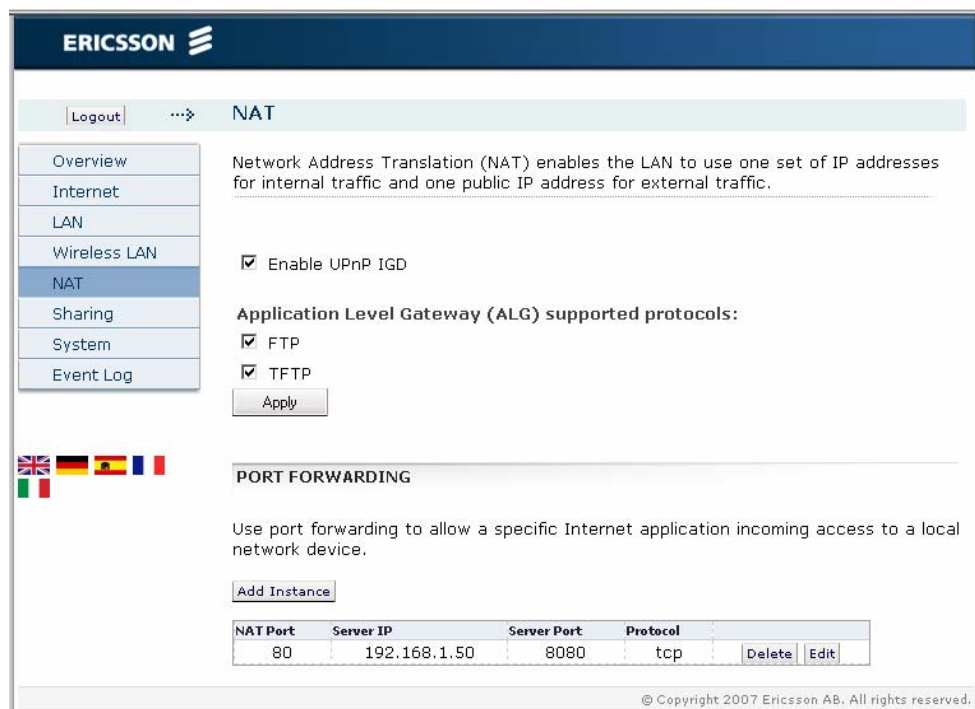 ERICSSON
Logout
NAT
Overview
Internet
LAN
Wireless LAN
NAT
Sharing
System
Event Log
Network Address Translation (NAT) enables the LAN to use one set of IP addresses
for internal traffic and one public IP address for external traffic.
Enable UPnP IGD
Application Level Gateway (ALG) supported protocols:
FTP
TFTP
Apply
PORT FORWARDING
Use port forwarding to allow a specific Internet application incoming access to a local
network device.
Add Instance
NAT Port Server IP Server Port Protocol
80 192.168.1.50 8080 tcp Delete Edit
© Copyright 2007 Ericsson AB. All rights reserved.